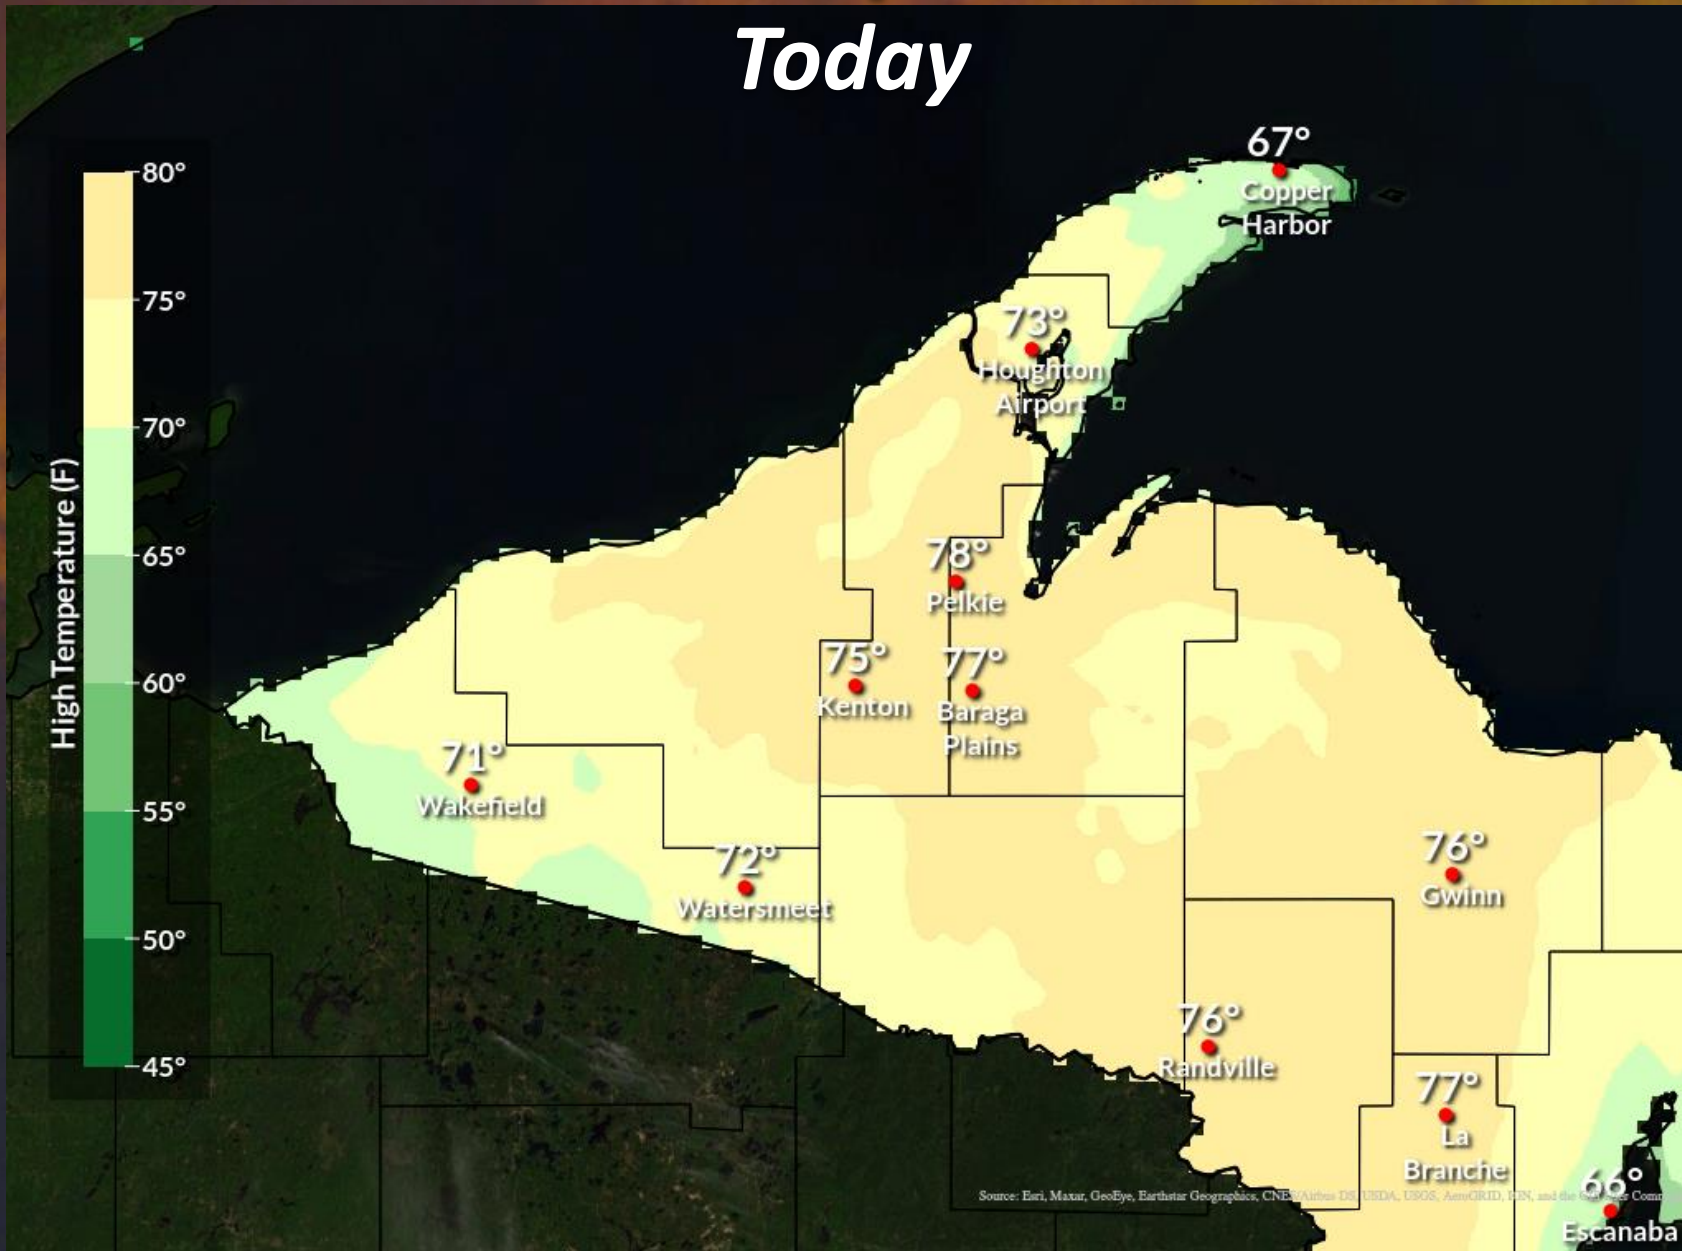 Today
80°
75°
70°
65°
60°
55°
50°
45°
High Temperature (F)
67°
Copper
Harbor
73°
Houghton
Airport
78°
Pelkie
75°
Kenton
77°
Baraga
Plains
71°
Wakefield
72°
Watersmeet
76°
Gwinn
76°
Randville
77°
La
Branche
66°
Escanaba
Source: Esri, Maxar, GeoEye, Earthstar Geographics, CNES/Airbus DS, USDA, USGS, AeroGRID, IGN, and the